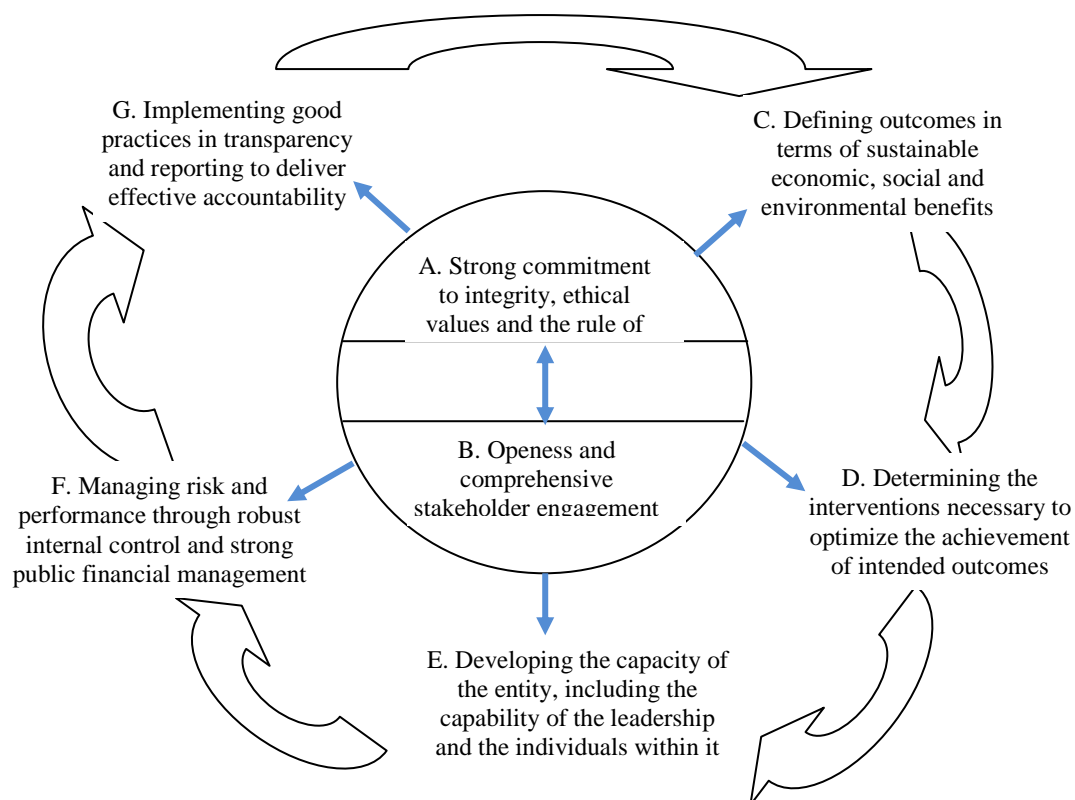 G. Implementing good
practices in transparency
and reporting to deliver
effective accountability
C. Defining outcomes in
terms of sustainable
economic, social and
environmental benefits
A. Strong commitment
to integrity, ethical
values and the rule of
B. Openess and
comprehensive
stakeholder engagement
F. Managing risk and
performance through robust
internal control and strong
public financial management
D. Determining the
interventions necessary to
optimize the achievement
of intended outcomes
E. Developing the capacity of
the entity, including the
capability of the leadership
and the individuals within it